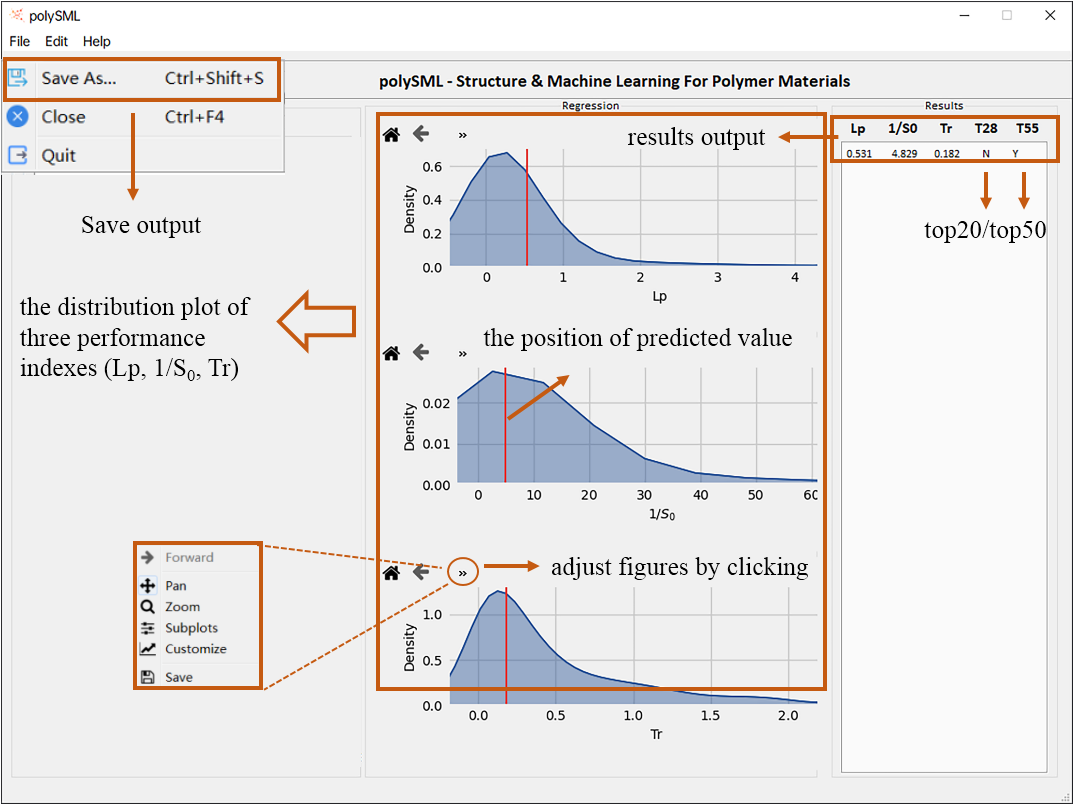 polySML
File Edit Help
Save As... Ctrl+Shift+S
Close Ctrl+F4
Quit
polySML - Structure & Machine Learning For Polymer Materials
Save output
the distribution plot of
three performance
indexes (Lp, 1/S0, Tr)
Forward
Pan
Zoom
Subplots
Customize
Save
Regression
»
results output
Density
0.6
0.4
0.2
0.0
0 1 2 3 4
Lp
the position of predicted value
»
Density
0.02
0.01
0.00
0 10 20 30 40 50 60
1/S0
»
adjust figures by clicking
Density
1.0
0.5
0.0
0.0 0.5 1.0 1.5 2.0
Tr
Results
Lp 1/S0 Tr T28 T55
0.531 4.829 0.182 N Y
top20/top50